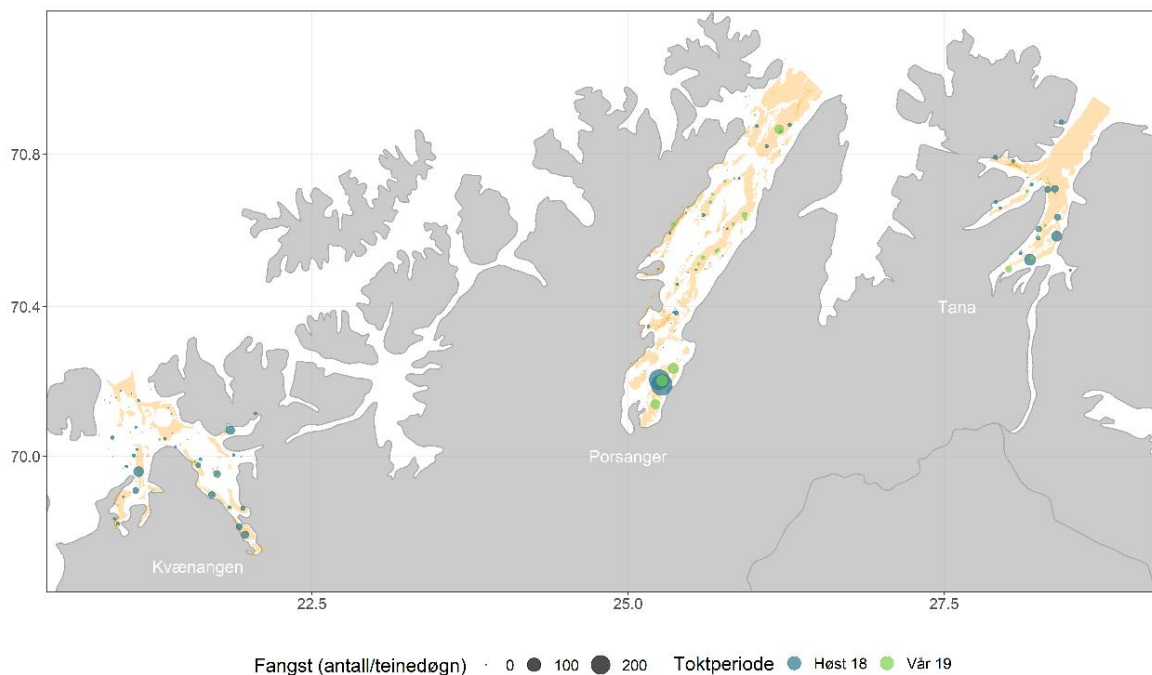 70.8
70.4
70.0
Tana
Porsanger
Kvænangen
22.5 25.0 27.5
Fangst (antall/teinedøgn) 0 100 200 Toktperiode Høst 18 Vår 19